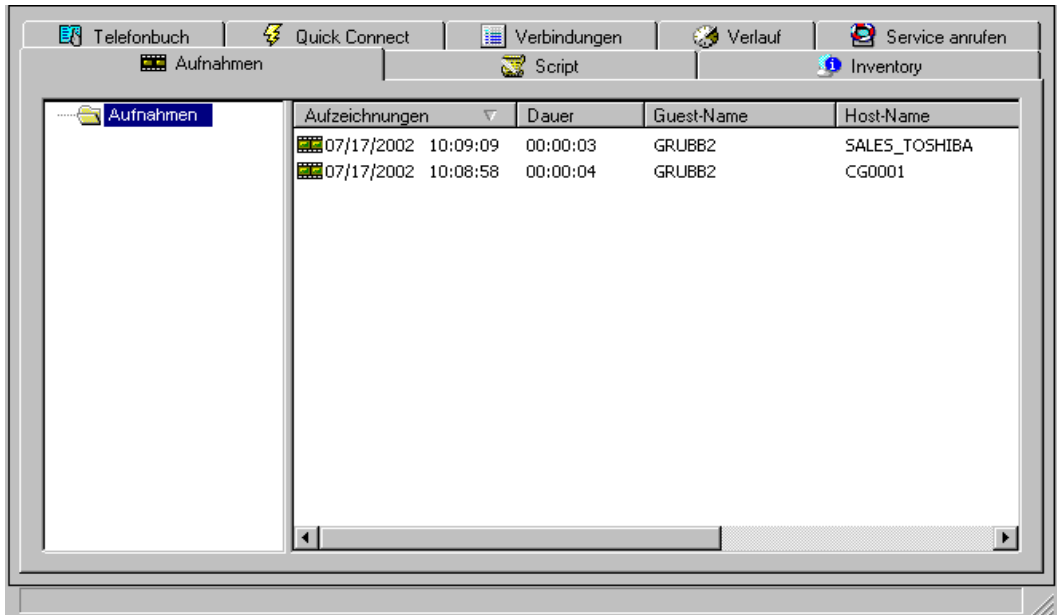 Telefonbuch Quick Connect Verbindungen Verlauf Service anrufen
Aufnahmen Script Inventory
Aufnahmen
Aufzeichnungen Dauer Guest-Name Host-Name
07/17/2002 10:09:09 00:00:03 GRUBB2 SALES_TOSHIBA
07/17/2002 10:08:58 00:00:04 GRUBB2 CG0001